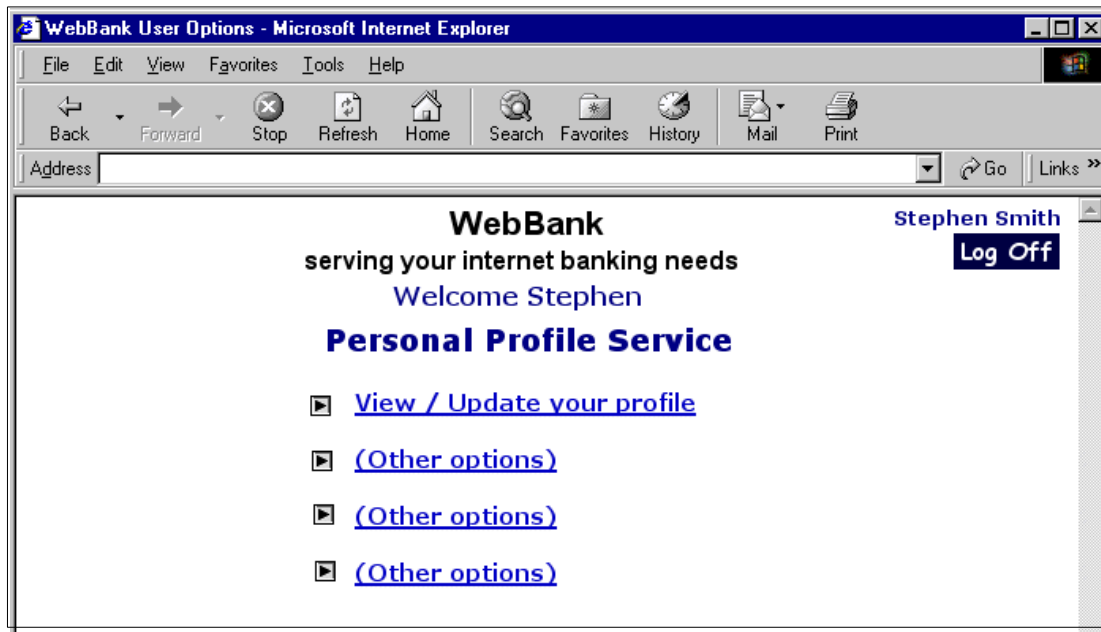 WebBank User Options - Microsoft Internet Explorer
File Edit View Favorites Tools Help
Back Forward Stop Refresh Home Search Favorites History Mail Print
Address Go Links »
WebBank
Stephen Smith
serving your internet banking needs
Log Off
Welcome Stephen
Personal Profile Service
View / Update your profile
(Other options)
(Other options)
(Other options)